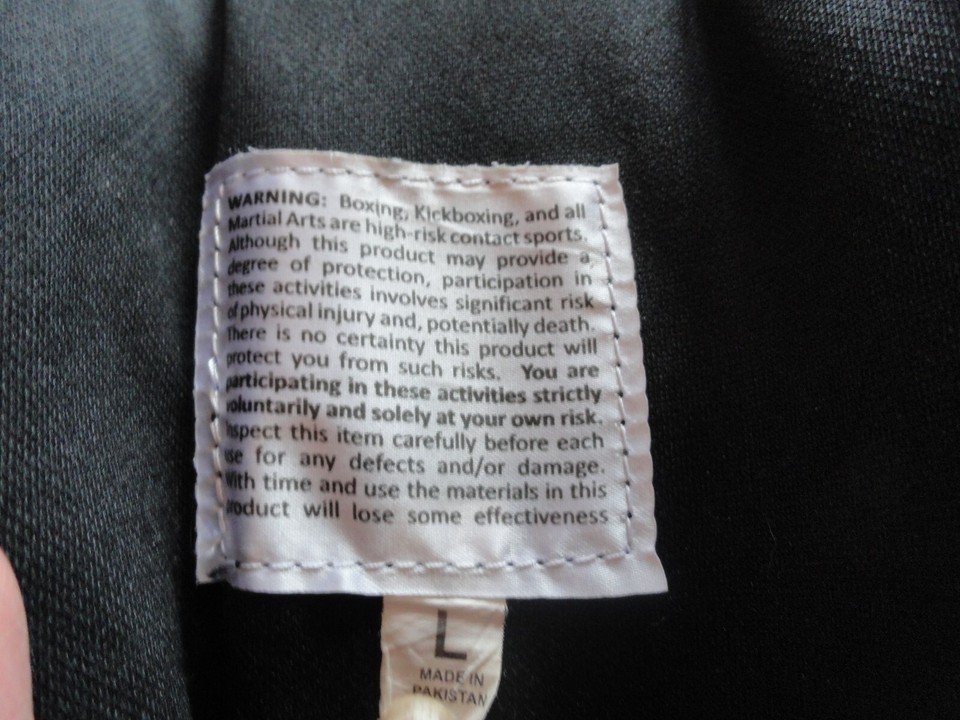 WARNING: Boxing, Kickboxing, and all
Martial Arts are high-risk contact sports.
Although this product may provide a
degree of protection, participation in
these activities involves significant risk
of physical injury and, potentially death.
There is no certainty this product will
protect you from such risks. You are
participating in these activities strictly
voluntarily and solely at your own risk.
Inspect this item carefully before each
use for any defects and/or damage.
With time and use the materials in this
product will lose some effectiveness
L
MADE IN
PAKISTAN